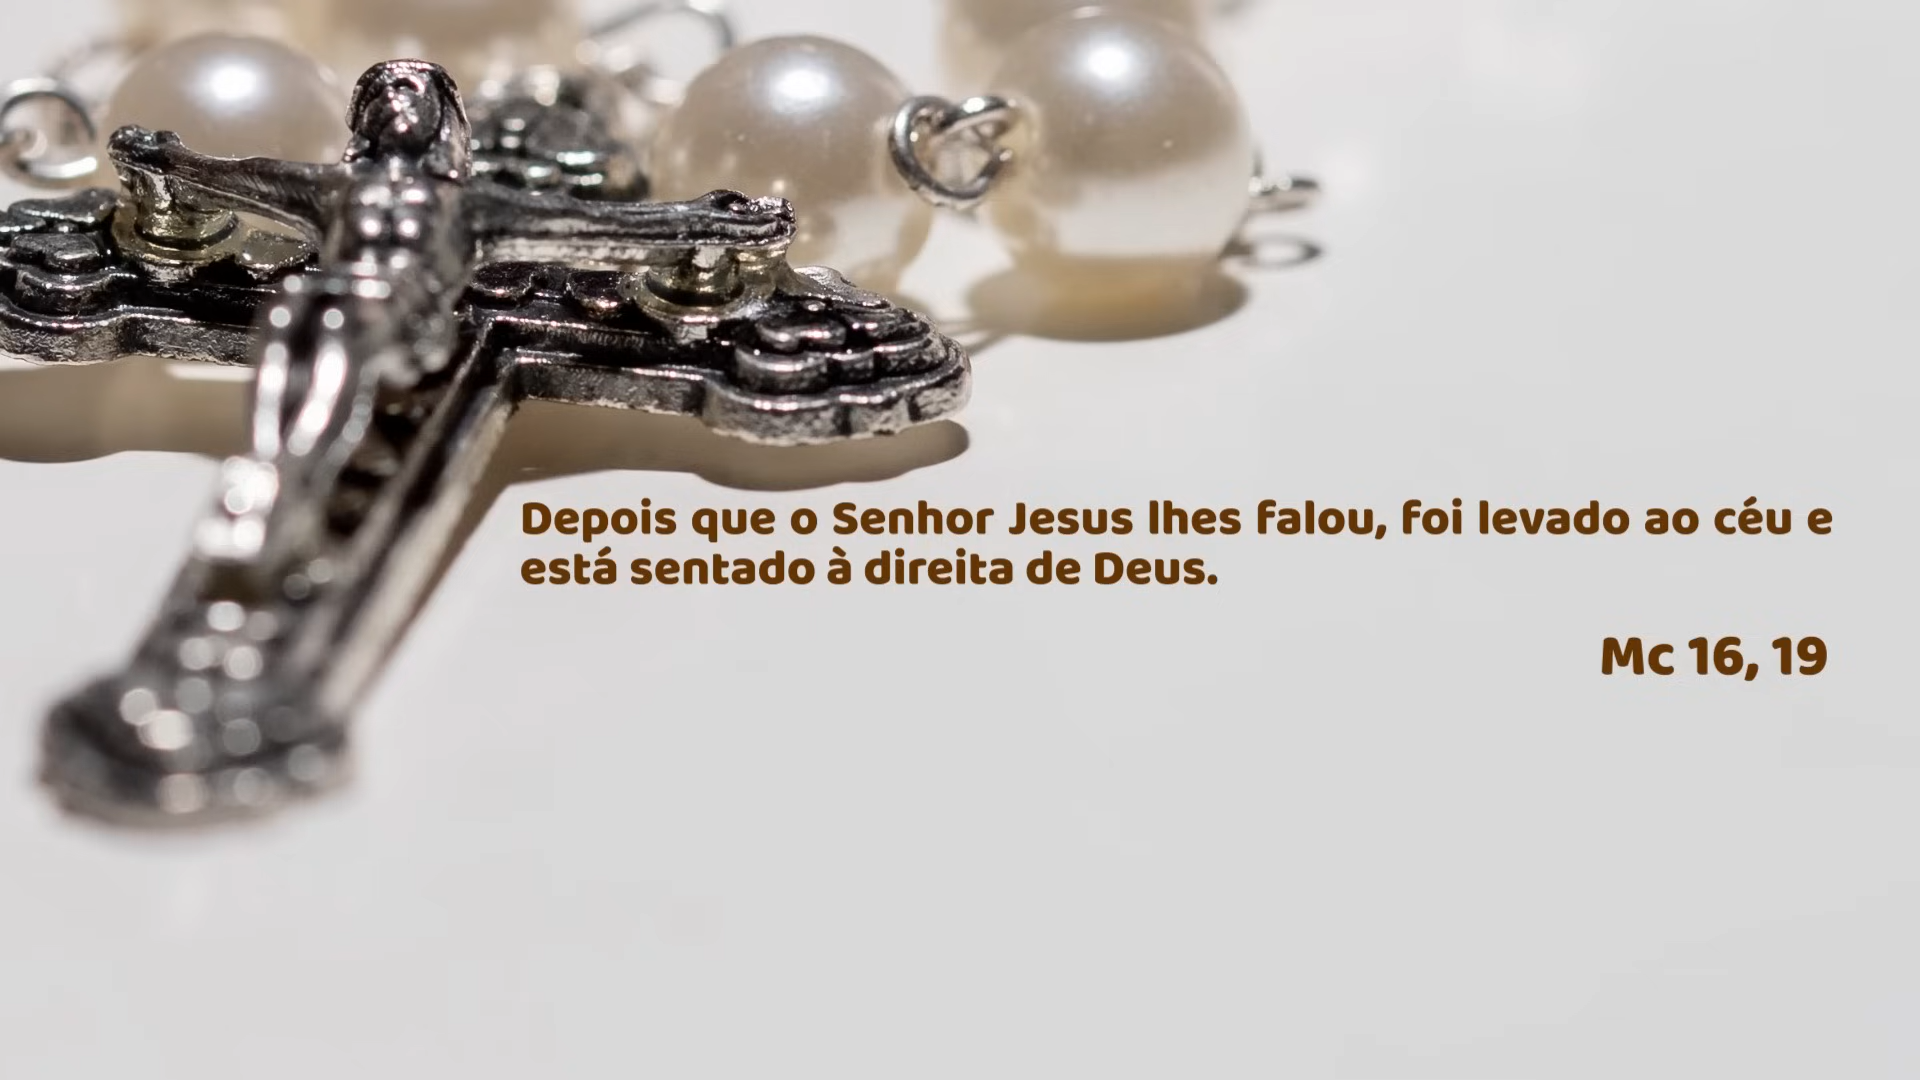 Depois que o Senhor Jesus lhes falou, foi levado ao céu e
está sentado à direita de Deus.
Mc 16, 19